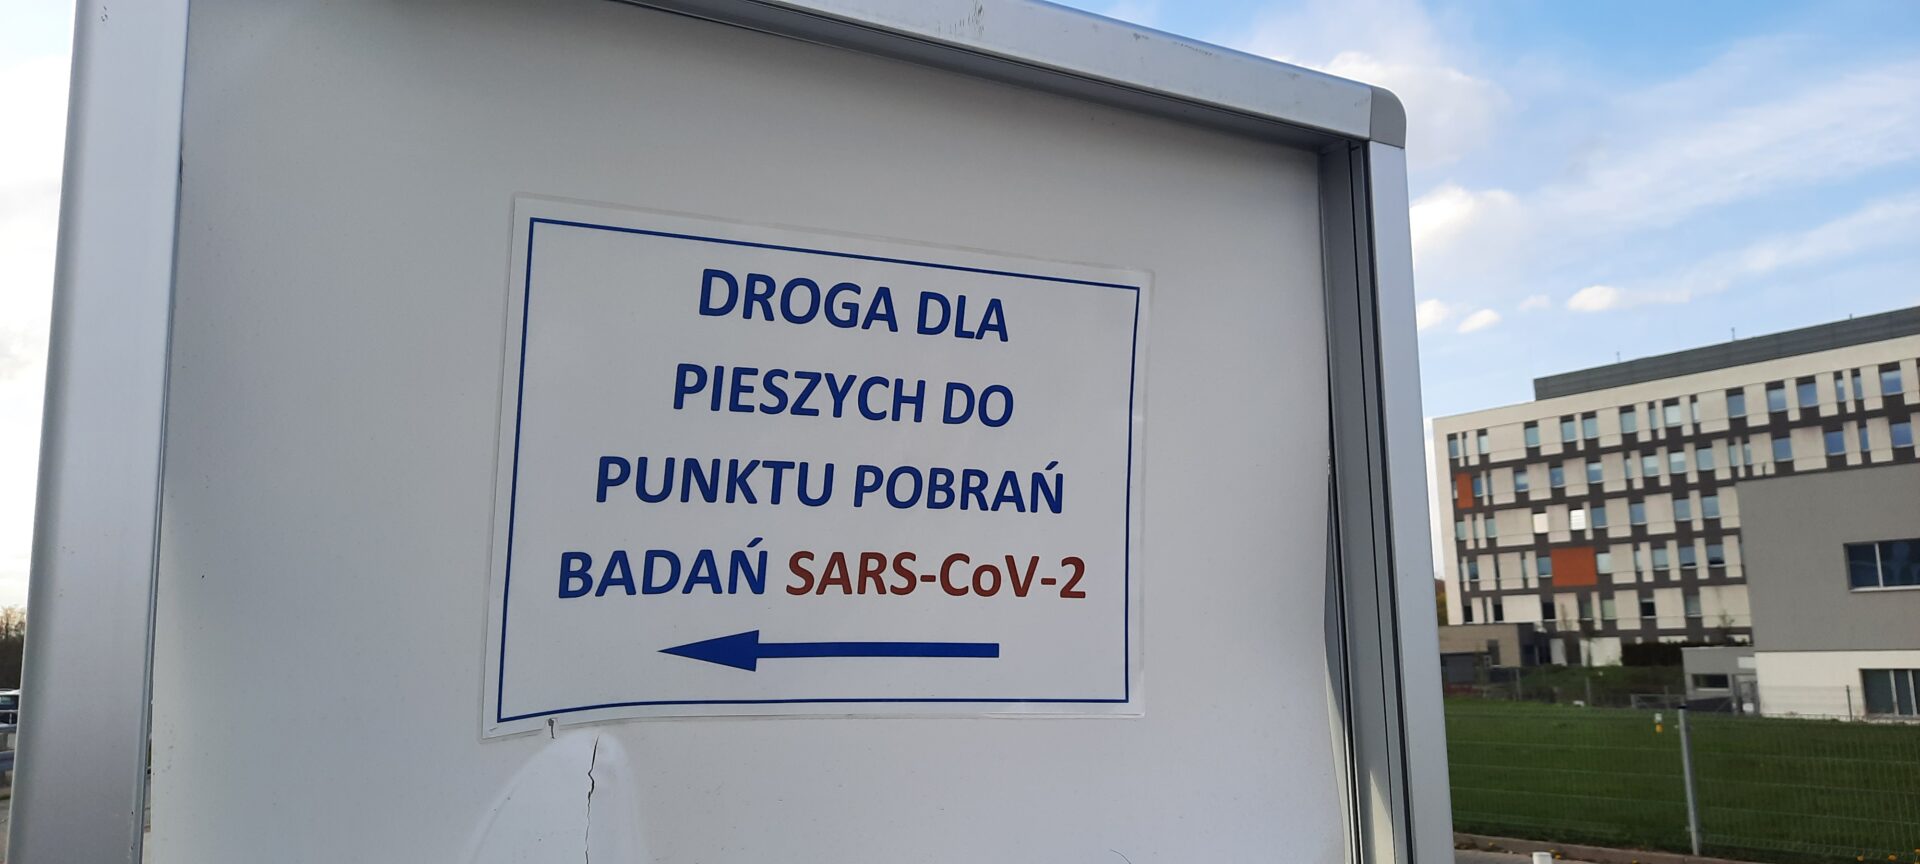 DROGA DLA
PIESZYCH DO
PUNKTU POBRAŃ
BADAŃ SARS-CoV-2